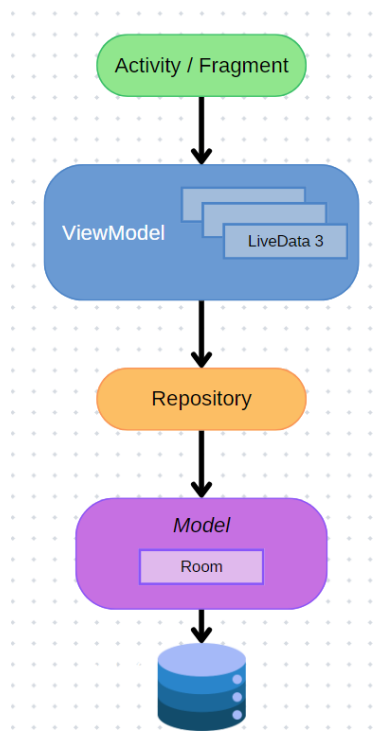 Activity / Fragment
ViewModel
LiveData 3
Repository
Model
Room